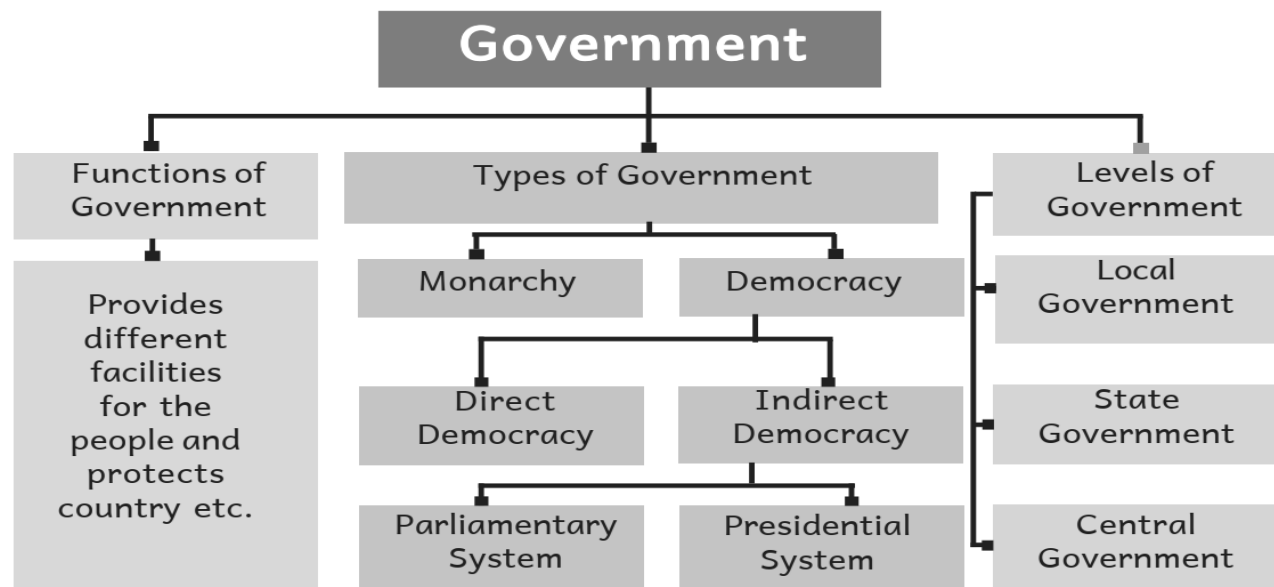 Government
Functions of
Government
Provides
different
facilities
for the
people and
protects
country etc.
Types of Government
Monarchy
Democracy
Direct
Democracy
Indirect
Democracy
Parliamentary
System
Presidential
System
Levels of
Government
Local
Government
State
Government
Central
Government